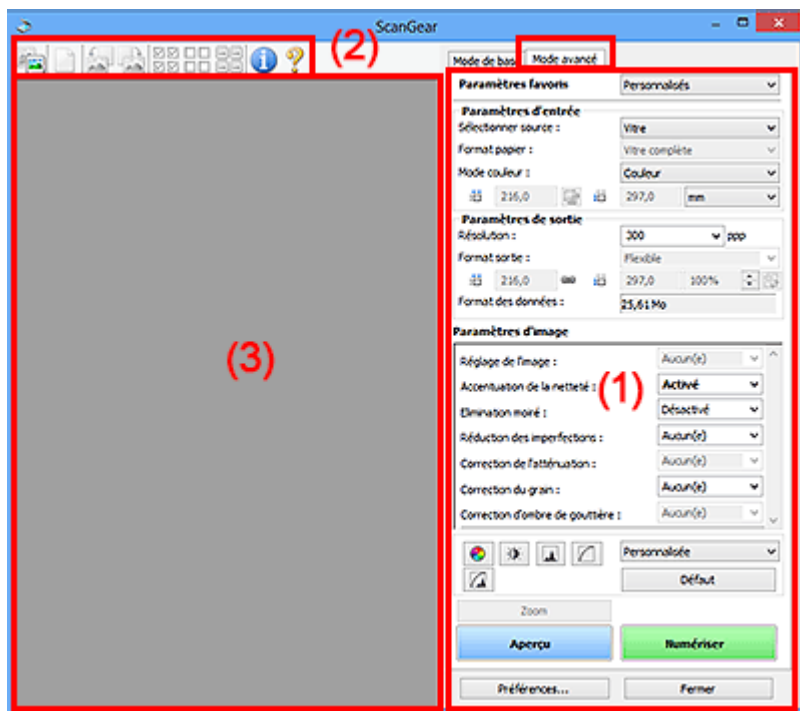 ScanGear
(2)
Mode de base Mode avancé
Paramètres favoris Personnalisés
Paramètres d'entrée
Sélectionner source : Vitre
Format papier : Vitre complète
Mode couleur : Couleur
216,0 297,0 mm
Paramètres de sortie
Résolution : 300 ppp
Format sortie : Flexible
216,0 297,0 100%
Format des données : 25,61 Mo
Paramètres d'image
(3)
Réglage de l'image : Aucun(e)
Accentuation de la netteté : Activé
(1)
Elimination moiré : Désactivé
Réduction des imperfections : Aucun(e)
Correction de l'atténuation : Aucun(e)
Correction du grain : Aucun(e)
Correction d'ombre de gouttière : Aucun(e)
Personnalisée
Défaut
Zoom
Aperçu Numériser
Préférences... Fermer